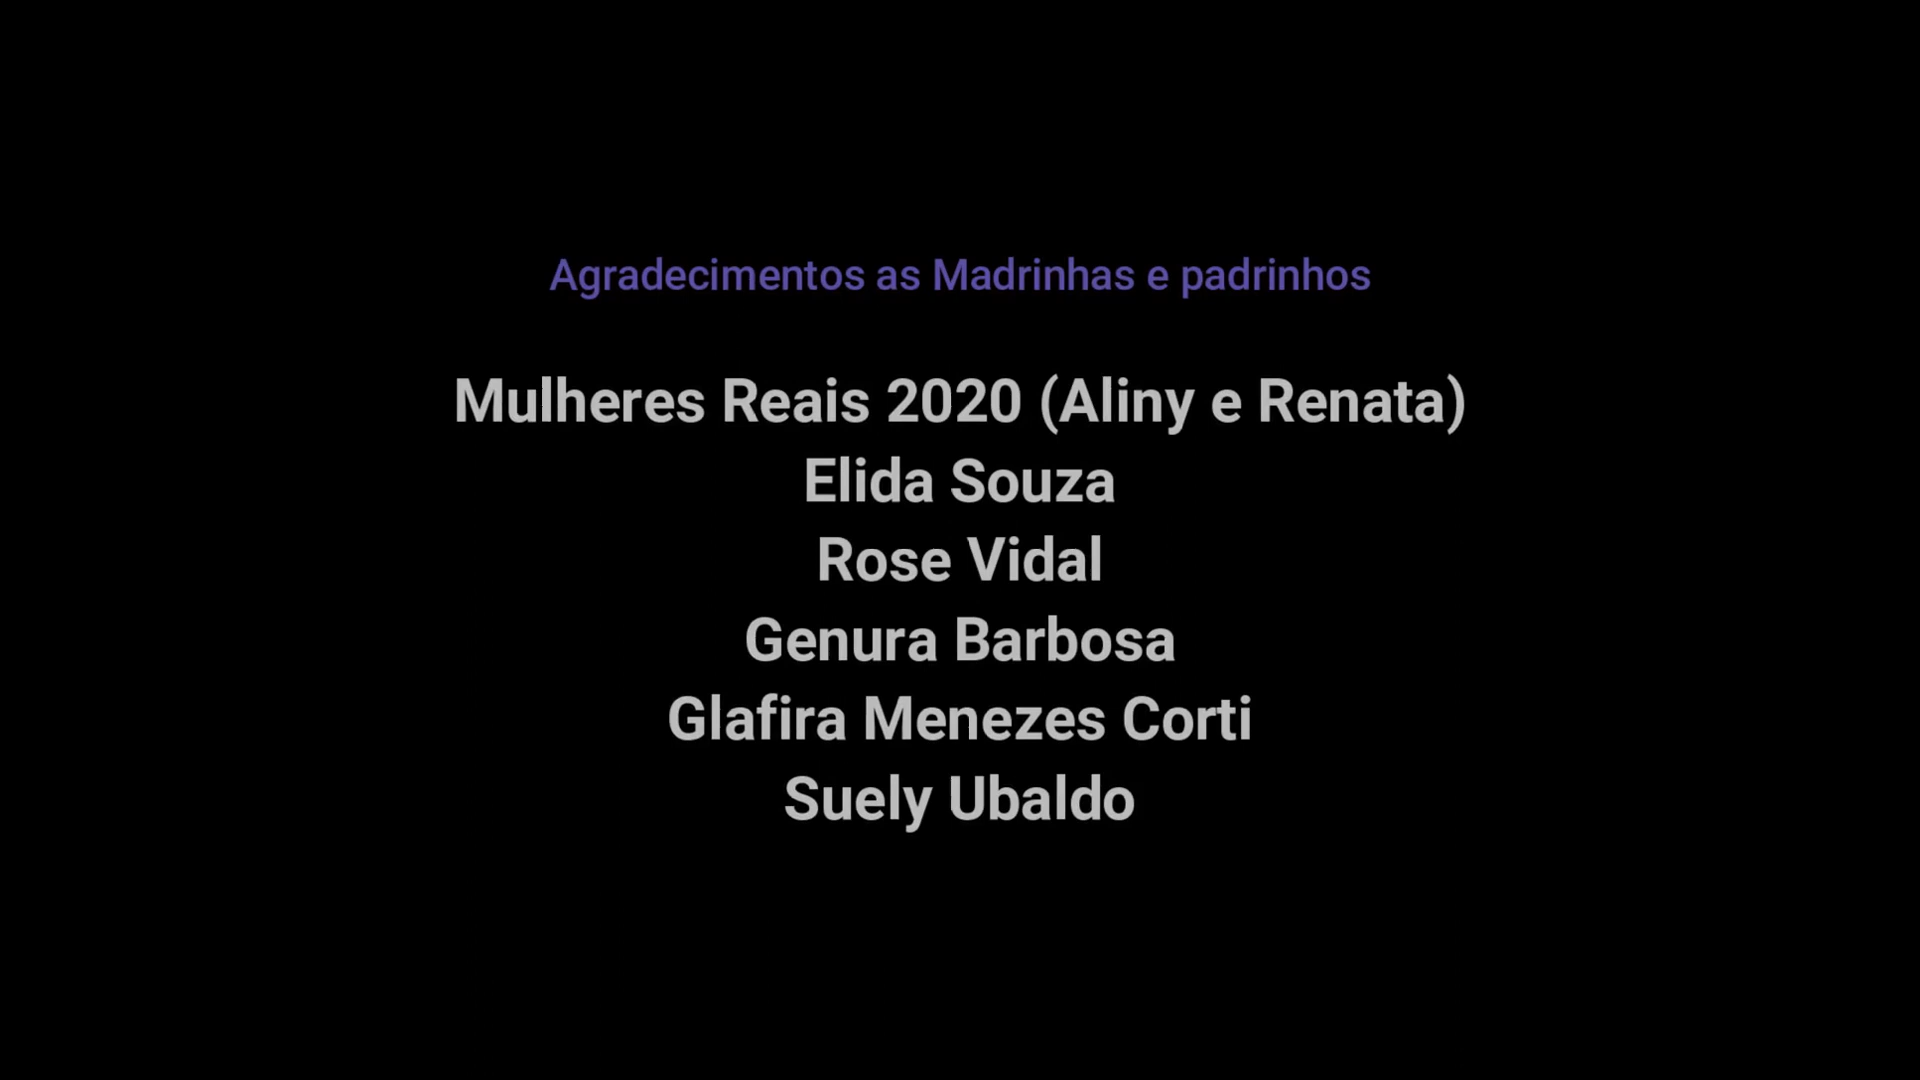 Agradecimentos as Madrinhas e padrinhos
Mulheres Reais 2020 (Aliny e Renata)
Elida Souza
Rose Vidal
Genura Barbosa
Glafira Menezes Corti
Suely Ubaldo